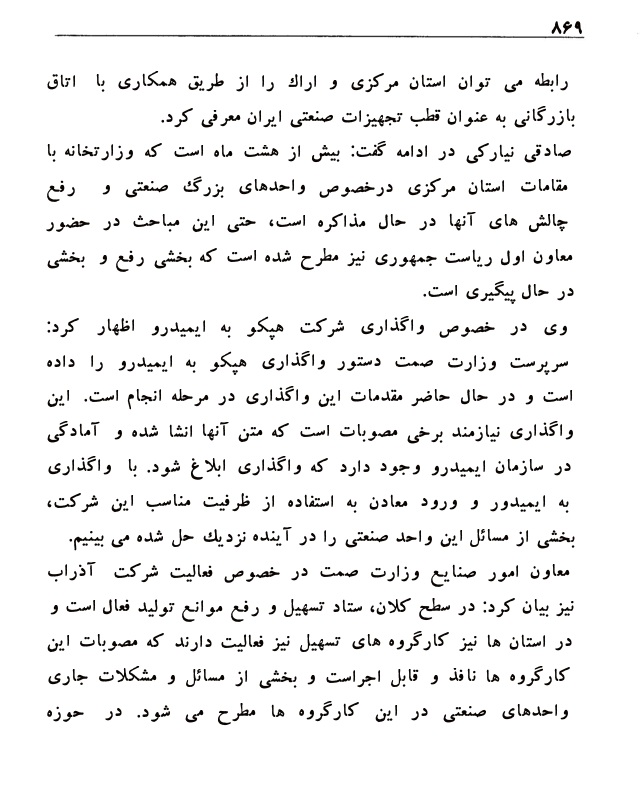 ۸۶۹
رابطه می توان استان مرکزی و اراك را از طریق همکاری با اتاق
بازرگانی به عنوان قطب تجهیزات صنعتی ایران معرفی کرد.
صادقی نیارکی در ادامه گفت: بیش از هشت ماه است که وزارتخانه با
مقامات استان مرکزی درخصوص واحدهای بزرگ صنعتی و رفع
چالش های آنها در حال مذاکره است، حتی این مباحث در حضور
معاون اول ریاست جمهوری نیز مطرح شده است که بخشی رفع و بخشی
در حال پیگیری است.
وی در خصوص واگذاری شرکت هپکو به ایمیدرو اظهار کرد:
سرپرست وزارت صمت دستور واگذاری هپکو به ایمیدرو را داده
است و در حال حاضر مقدمات این واگذاری در مرحله انجام است. این
واگذاری نیازمند برخی مصوبات است که متن آنها انشا شده و آمادگی
در سازمان ایمیدرو وجود دارد که واگذاری ابلاغ شود. با واگذاری
به ایمیدور و ورود معادن به استفاده از ظرفیت مناسب این شرکت،
بخشی از مسائل این واحد صنعتی را در آینده نزدیك حل شده می بینیم.
معاون امور صنایع وزارت صمت در خصوص فعالیت شرکت آذراب
نیز بیان کرد: در سطح کلان، ستاد تسهیل و رفع موانع تولید فعال است و
در استان ها نیز کارگروه های تسهیل نیز فعالیت دارند که مصوبات این
کارگروه ها نافذ و قابل اجراست و بخشی از مسائل و مشکلات جاری
واحدهای صنعتی در این کارگروه ها مطرح می شود. در حوزه